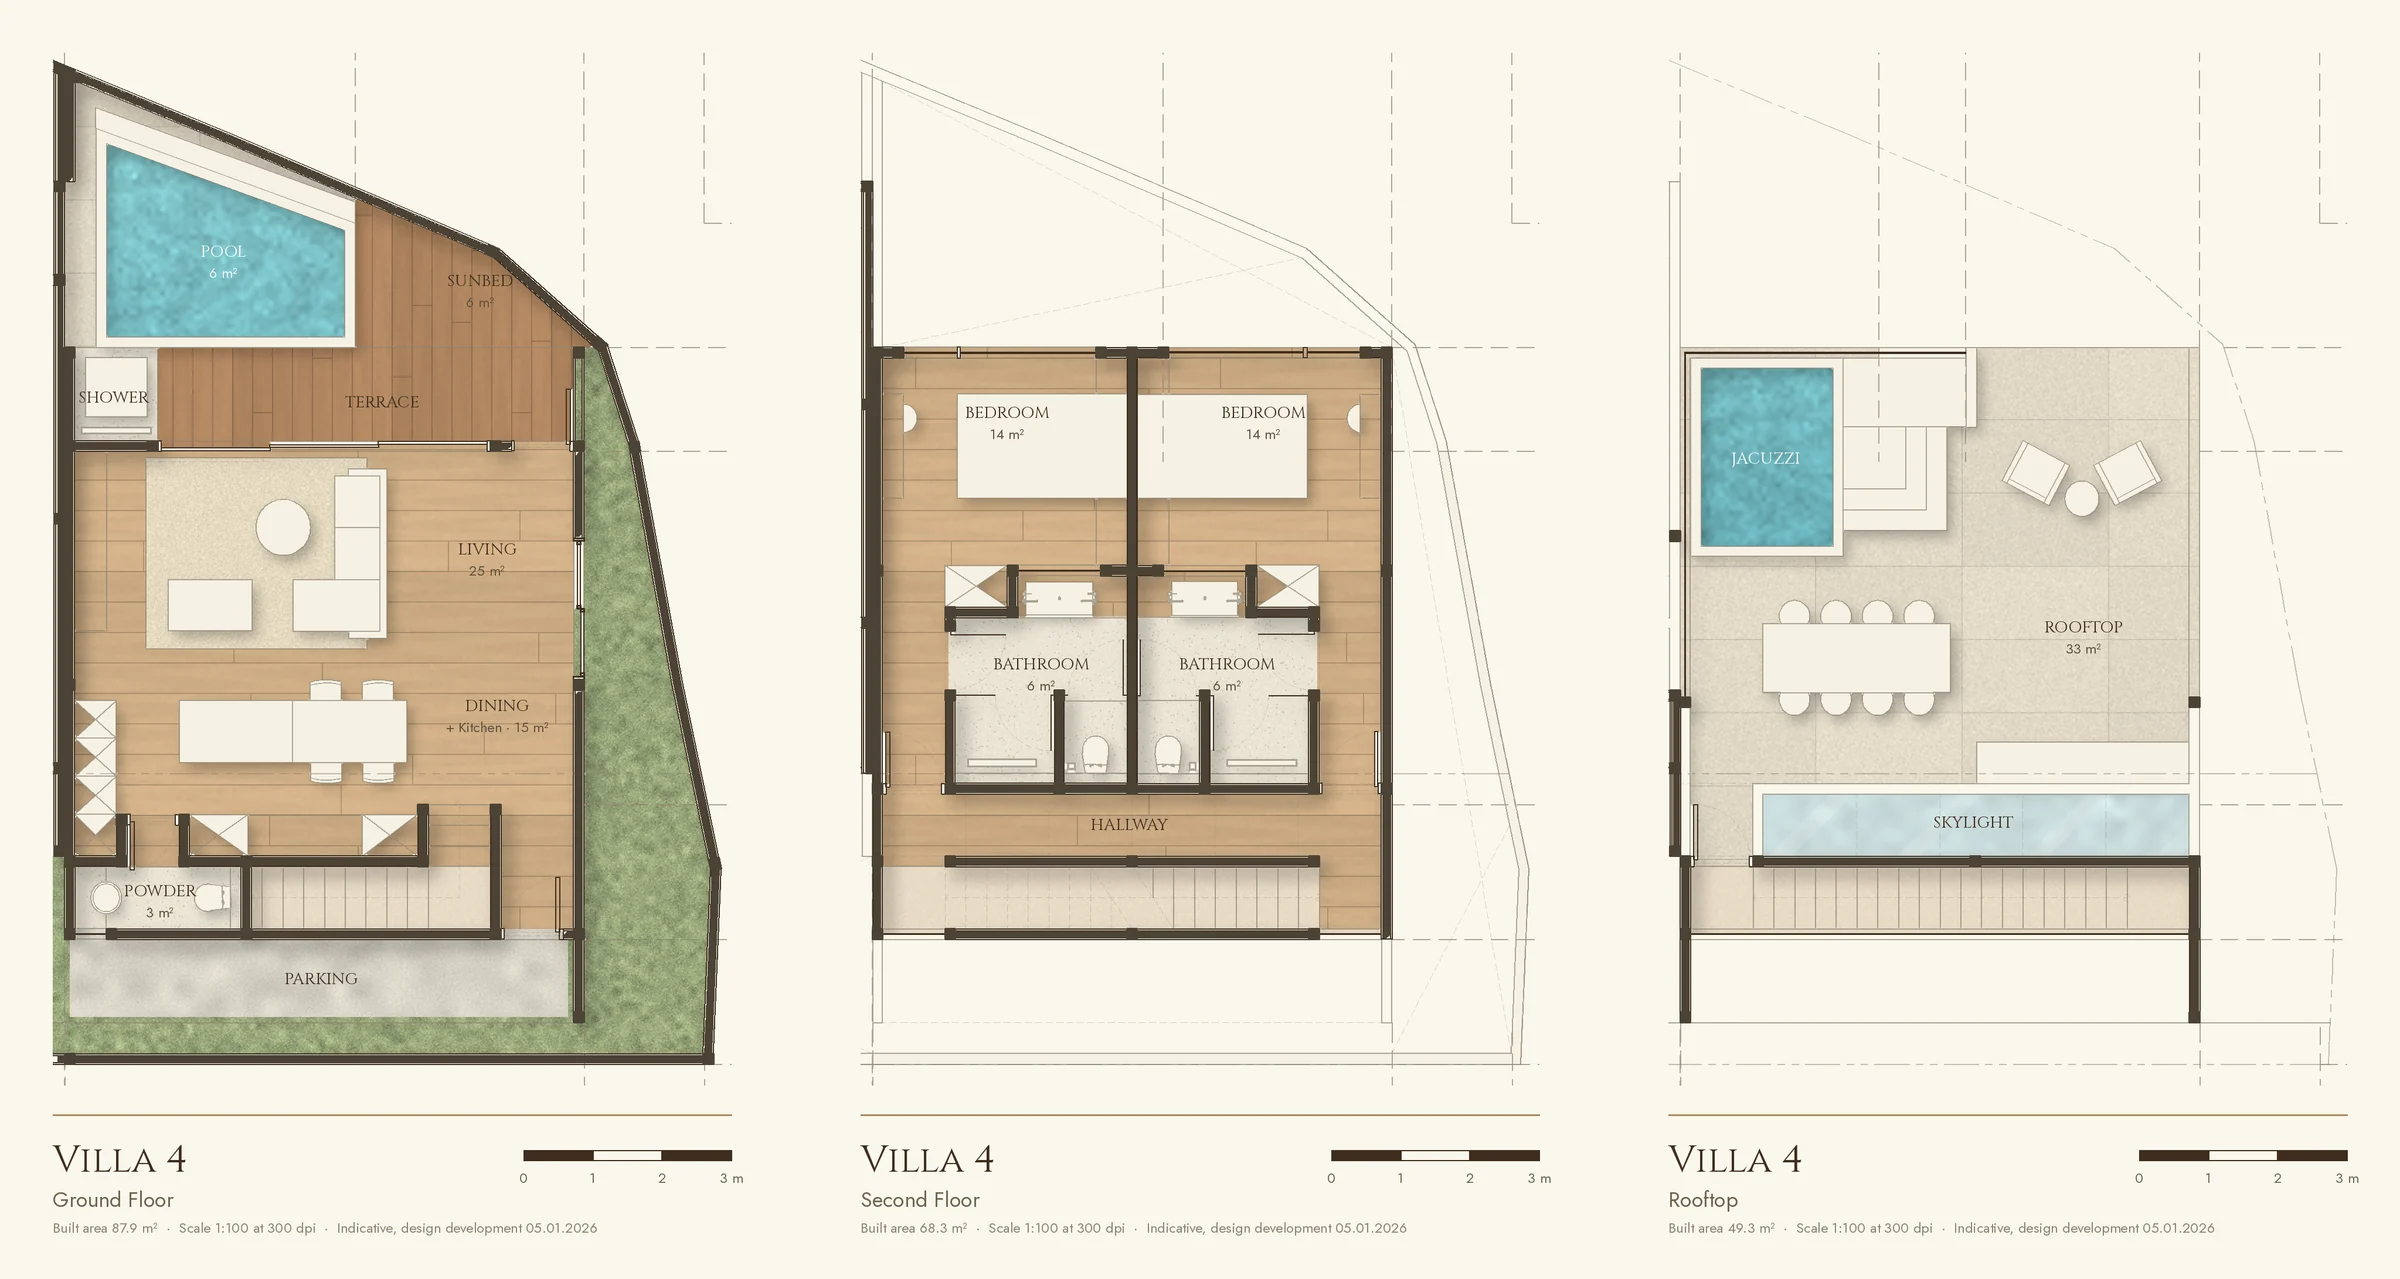 POOL
6 m²
SUNBED
6 m²
SHOWER
TERRACE
LIVING
25 m²
DINING
+ Kitchen · 15 m²
POWDER
3 m²
PARKING
VILLA 4
Ground Floor
Built area 87.9 m² · Scale 1:100 at 300 dpi · Indicative, design development 05.01.2026
0 1 2 3 m
BEDROOM
14 m²
BEDROOM
14 m²
BATHROOM
6 m²
BATHROOM
6 m²
HALLWAY
VILLA 4
Second Floor
Built area 68.3 m² · Scale 1:100 at 300 dpi · Indicative, design development 05.01.2026
0 1 2 3 m
JACUZZI
ROOFTOP
33 m²
SKYLIGHT
VILLA 4
Rooftop
Built area 49.3 m² · Scale 1:100 at 300 dpi · Indicative, design development 05.01.2026
0 1 2 3 m